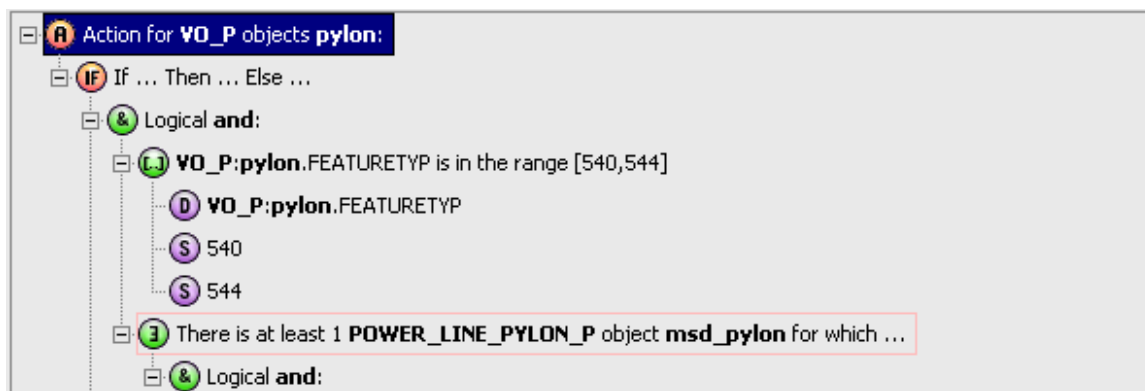 A Action for VO_P objects pylon:
IF If ... Then ... Else ...
& Logical and:
[..] VO_P:pylon.FEATURETYP is in the range [540,544]
D VO_P:pylon.FEATURETYP
S 540
S 544
∃ There is at least 1 POWER_LINE_PYLON_P object msd_pylon for which ...
& Logical and: